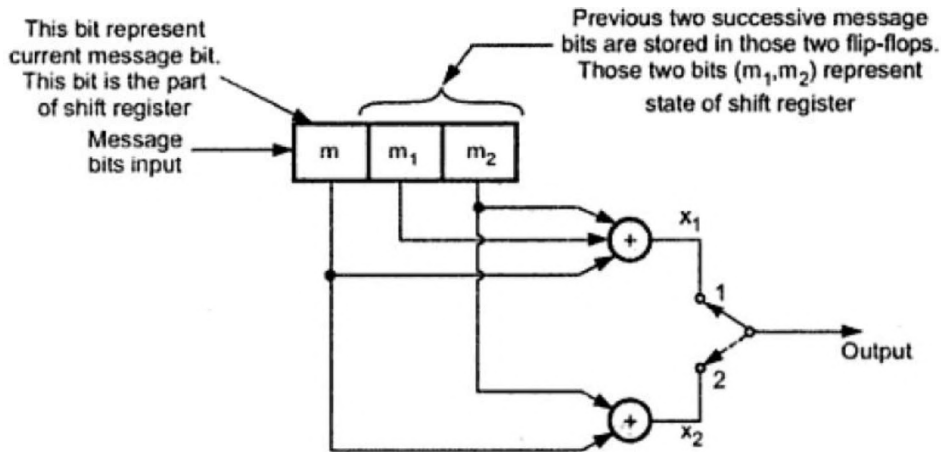 This bit represent
current message bit.
This bit is the part
of shift register
Message
bits input
Previous two successive message
bits are stored in those two flip-flops.
Those two bits (m₁,m₂) represent
state of shift register
m m₁ m₂
+
x₁
1
Output
2
+
x₂